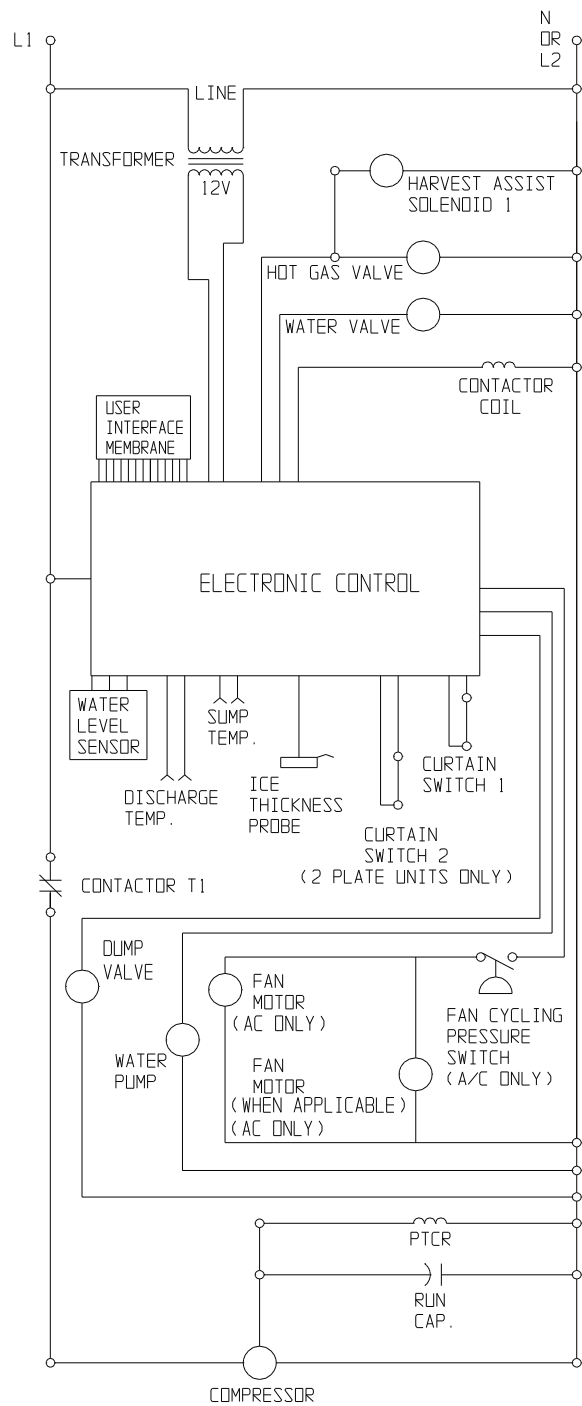 N
L1
OR
L2
LINE
TRANSFORMER
12V
HARVEST ASSIST
SOLENOID 1
HOT GAS VALVE
WATER VALVE
CONTACTOR
COIL
USER
INTERFACE
MEMBRANE
ELECTRONIC CONTROL
WATER
LEVEL
SENSOR
SUMP
TEMP.
DISCHARGE
TEMP.
ICE
THICKNESS
PROBE
CURTAIN
SWITCH 1
CURTAIN
SWITCH 2
(2 PLATE UNITS ONLY)
CONTACTOR T1
DUMP
VALVE
FAN
MOTOR
(AC ONLY)
WATER
PUMP
FAN
MOTOR
(WHEN APPLICABLE)
(AC ONLY)
FAN CYCLING
PRESSURE
SWITCH
(A/C ONLY)
PTCR
RUN
CAP.
COMPRESSOR